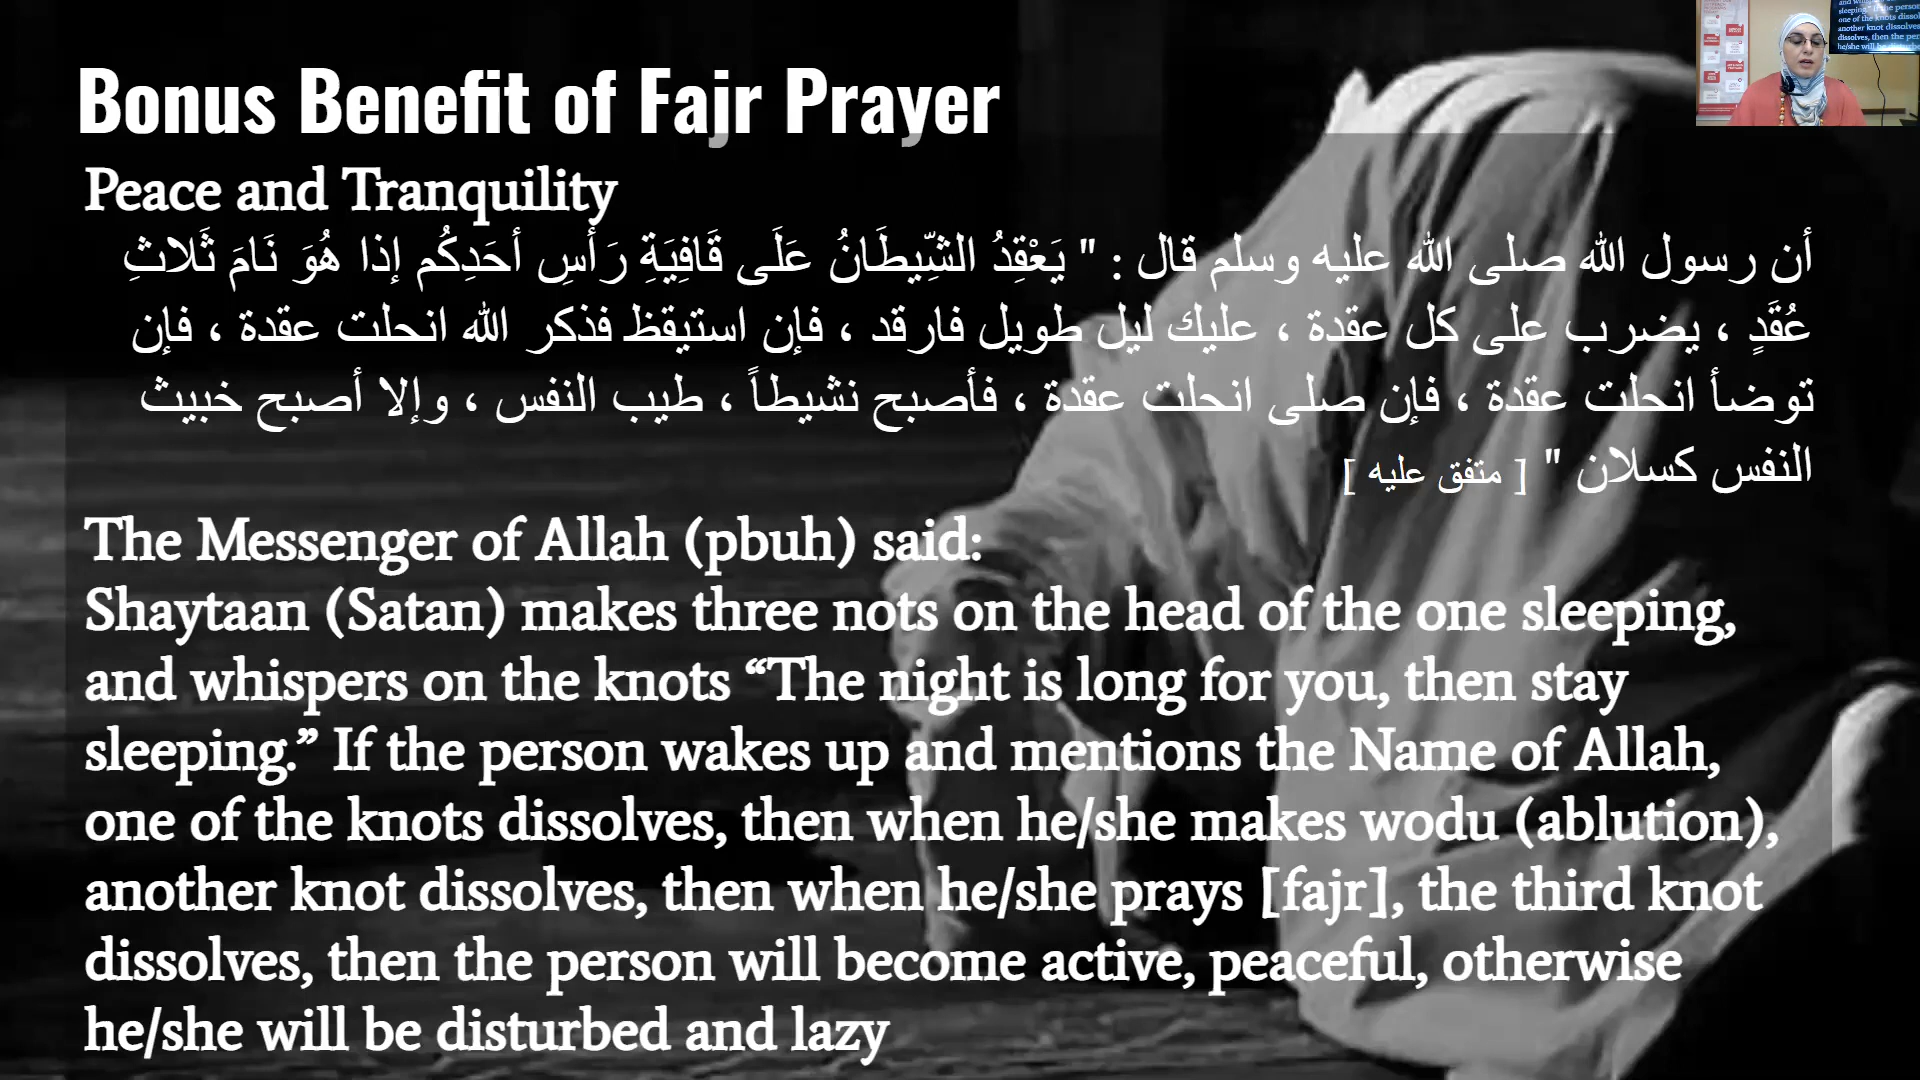 Bonus Benefit of Fajr Prayer
Peace and Tranquility
أن رسول الله صلى الله عليه وسلم قال : " يَعْقِدُ الشِّيطَانُ عَلَى قَافِيَةِ رَأسِ أحَدِكُم إذا هُوَ نَامَ ثَلاثِ
عُقَدٍ ، يضرب على كل عقدة ، عليك ليل طويل فارقد ، فإن استيقظ فذكر الله انحلت عقدة ، فإن
توضأ انحلت عقدة ، فإن صلى انحلت عقدة ، فأصبح نشيطاً ، طيب النفس ، وإلا أصبح خبيث
النفس كسلان " [ متفق عليه ]
The Messenger of Allah (pbuh) said:
Shaytaan (Satan) makes three nots on the head of the one sleeping,
and whispers on the knots “The night is long for you, then stay
sleeping.” If the person wakes up and mentions the Name of Allah,
one of the knots dissolves, then when he/she makes wodu (ablution),
another knot dissolves, then when he/she prays [fajr], the third knot
dissolves, then the person will become active, peaceful, otherwise
he/she will be disturbed and lazy